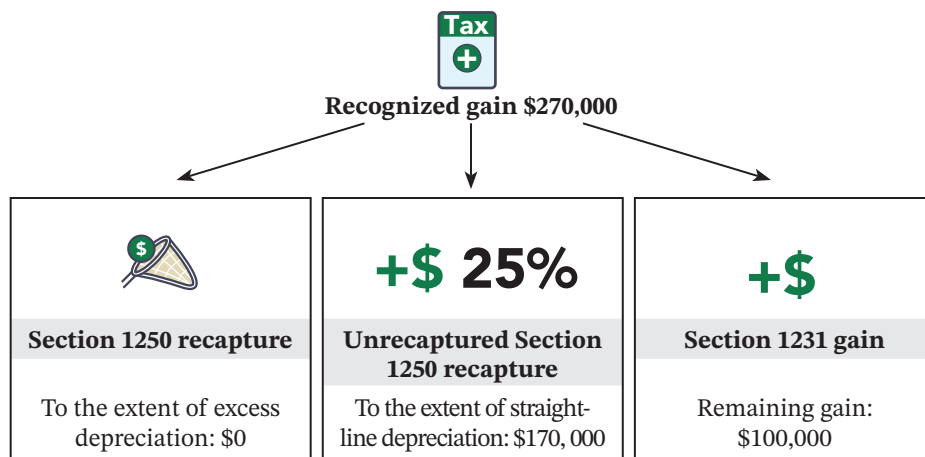 Tax
+
Recognized gain $270,000
$
Section 1250 recapture
To the extent of excess
depreciation: $0
+$ 25%
Unrecaptured Section
1250 recapture
To the extent of straight-
line depreciation: $170, 000
+$
Section 1231 gain
Remaining gain:
$100,000